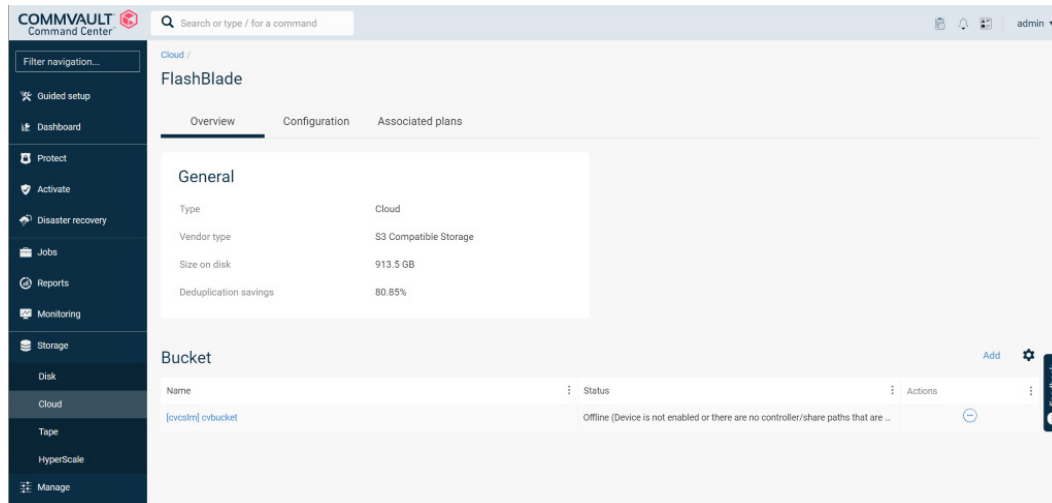 COMMVAULT
Command Center
Search or type / for a command
admin
Filter navigation...
Guided setup
Dashboard
Protect
Activate
Disaster recovery
Jobs
Reports
Monitoring
Storage
Disk
Cloud
Tape
HyperScale
Manage
Cloud /
FlashBlade
Overview Configuration Associated plans
General
Type Cloud
Vendor type S3 Compatible Storage
Size on disk 913.5 GB
Deduplication savings 80.85%
Bucket Add
Name Status Actions
[cvcslm] cvbucket Offline (Device is not enabled or there are no controller/share paths that are ...